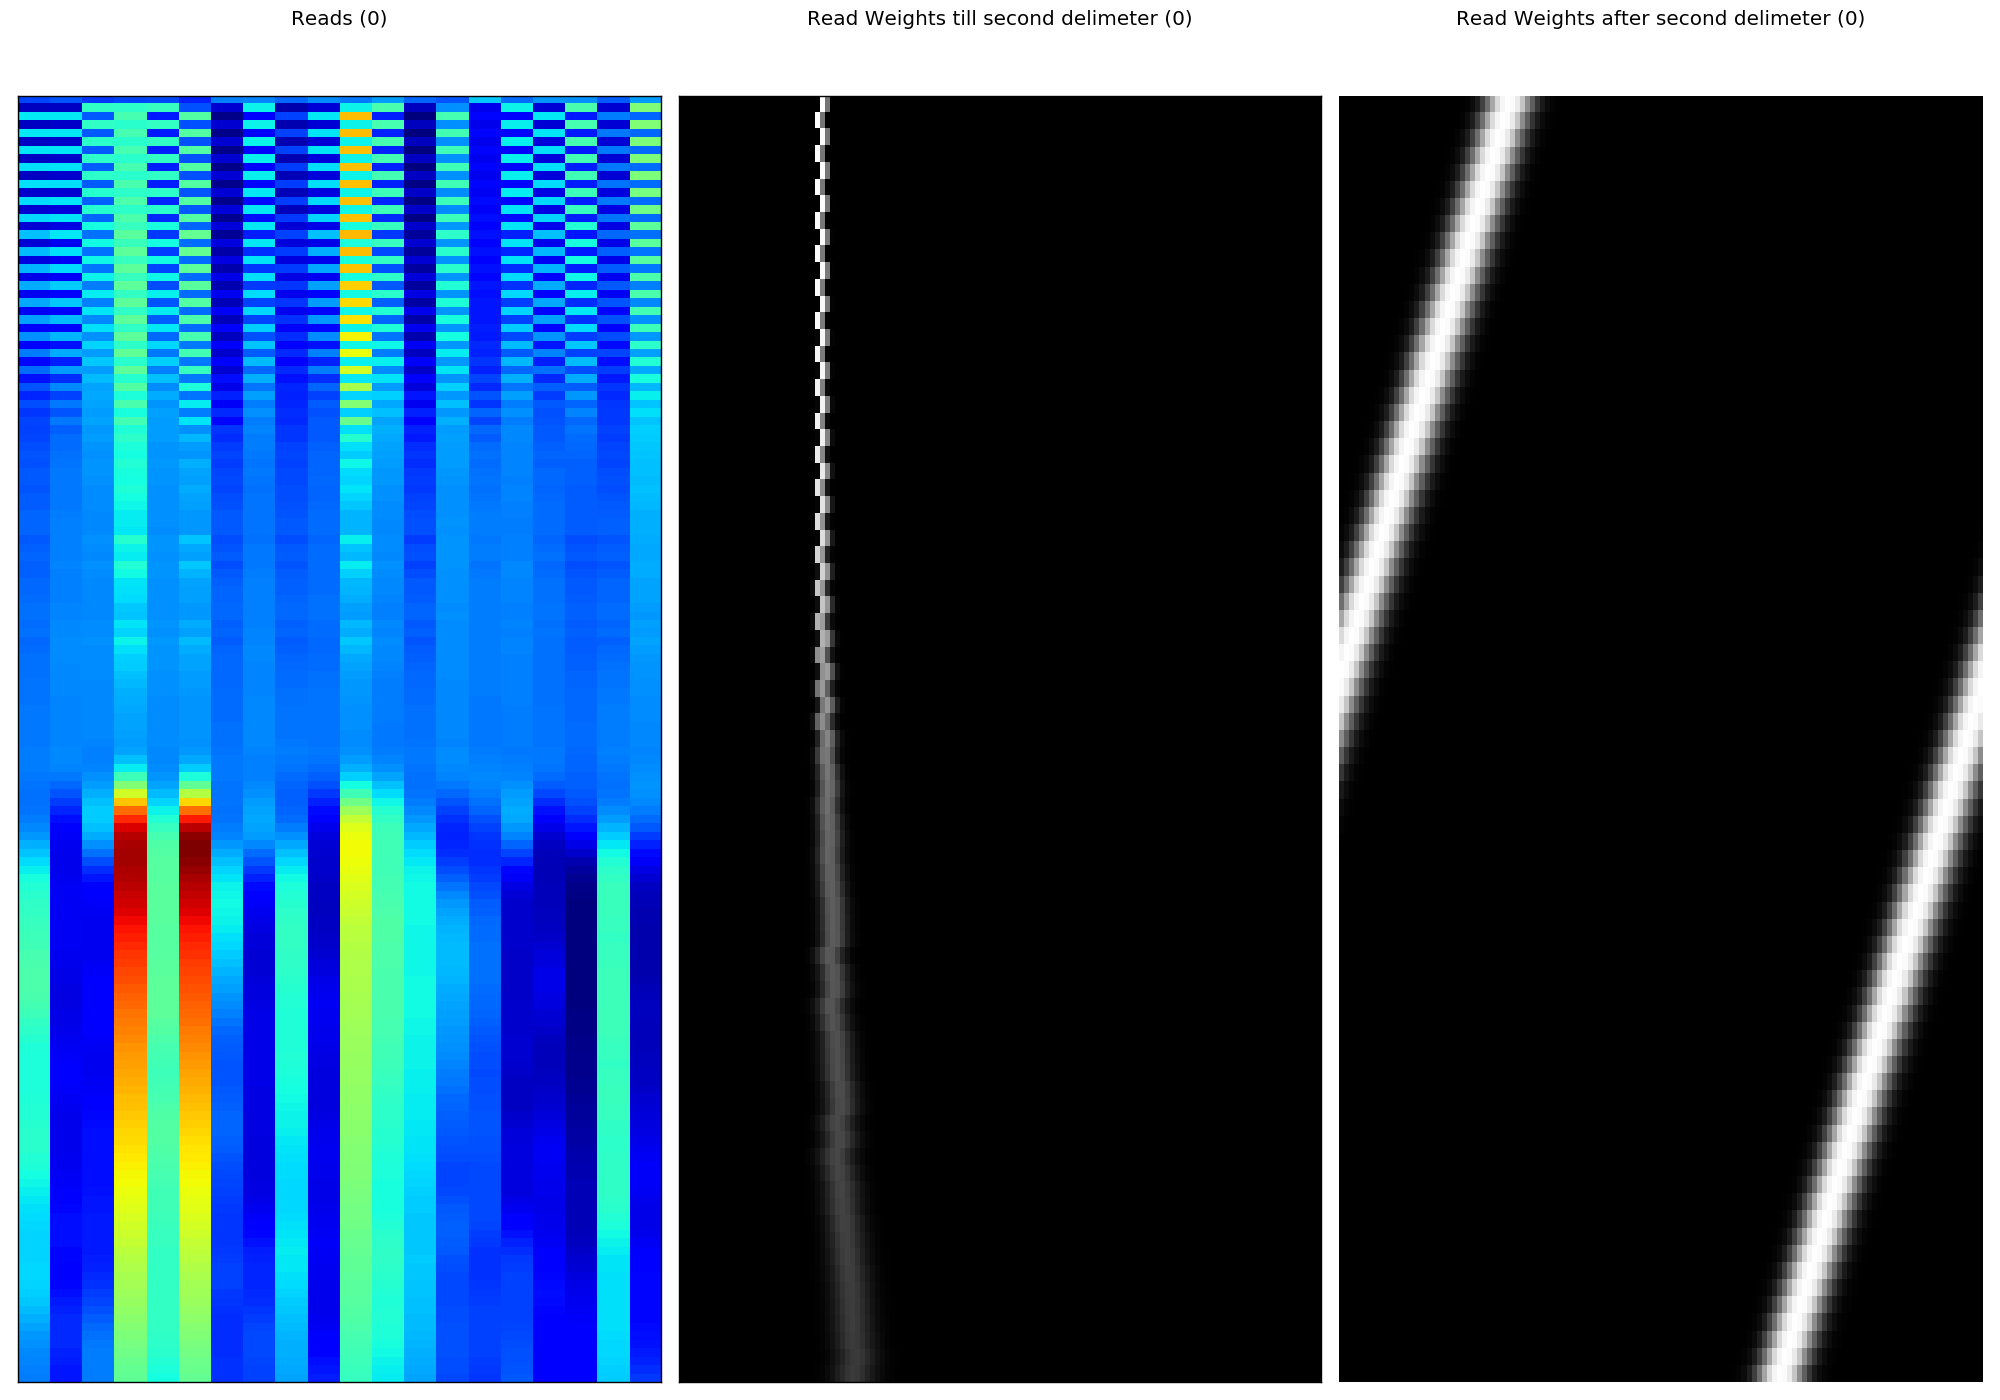 Reads (0)
Read Weights till second delimeter (0)
Read Weights after second delimeter (0)